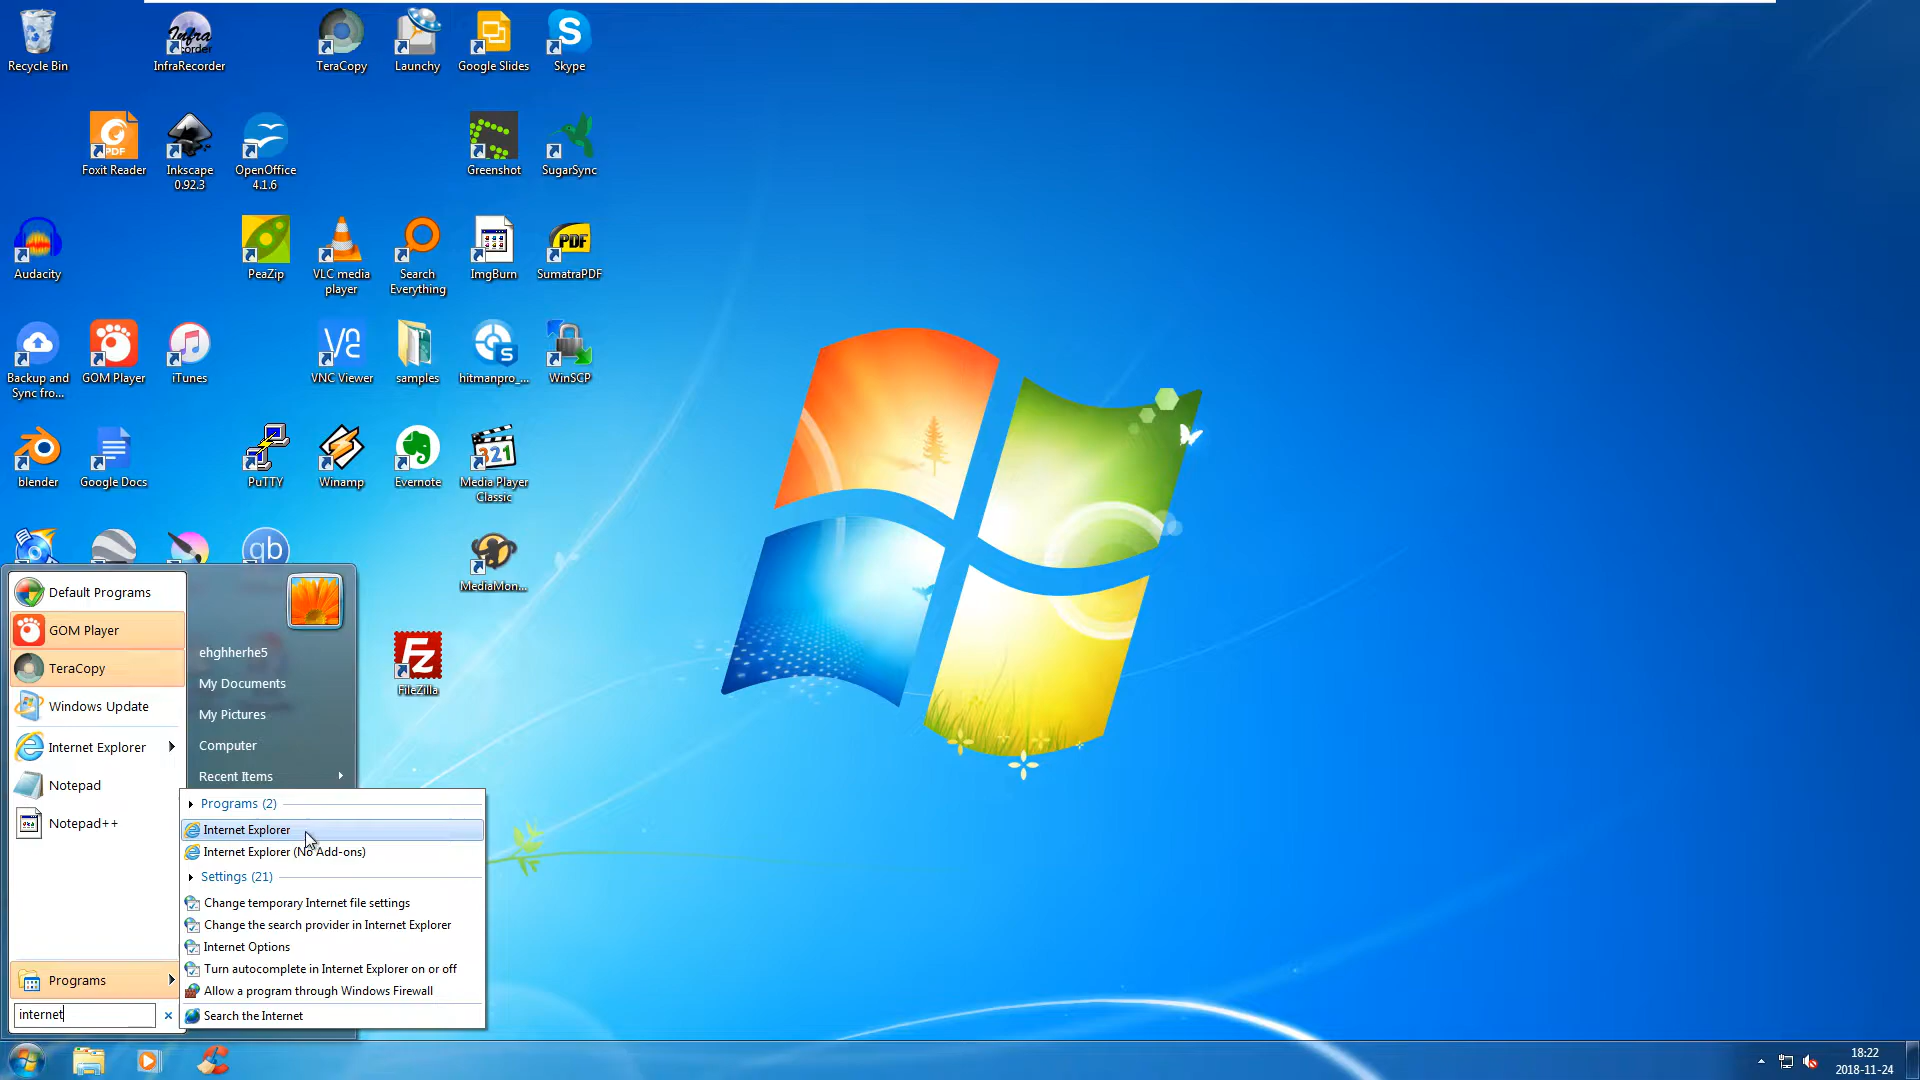 Recycle Bin
InfraRecorder
TeraCopy
Launchy
Google Slides
Skype
Foxit Reader
Inkscape
0.92.3
OpenOffice
4.1.6
Greenshot
SugarSync
Audacity
PeaZip
VLC media
player
Search
Everything
ImgBurn
SumatraPDF
Backup and
Sync fro...
GOM Player
iTunes
VNC Viewer
samples
hitmanpro_...
WinSCP
blender
Google Docs
PuTTY
Winamp
Evernote
Media Player
Classic
MediaMon...
FileZilla
Default Programs
GOM Player
TeraCopy
Windows Update
Internet Explorer
Notepad
Notepad++
Programs
internet
ehghherhe5
My Documents
My Pictures
Computer
Recent Items
Programs (2)
Internet Explorer
Internet Explorer (No Add-ons)
Settings (21)
Change temporary Internet file settings
Change the search provider in Internet Explorer
Internet Options
Turn autocomplete in Internet Explorer on or off
Allow a program through Windows Firewall
Search the Internet
18:22
2018-11-24